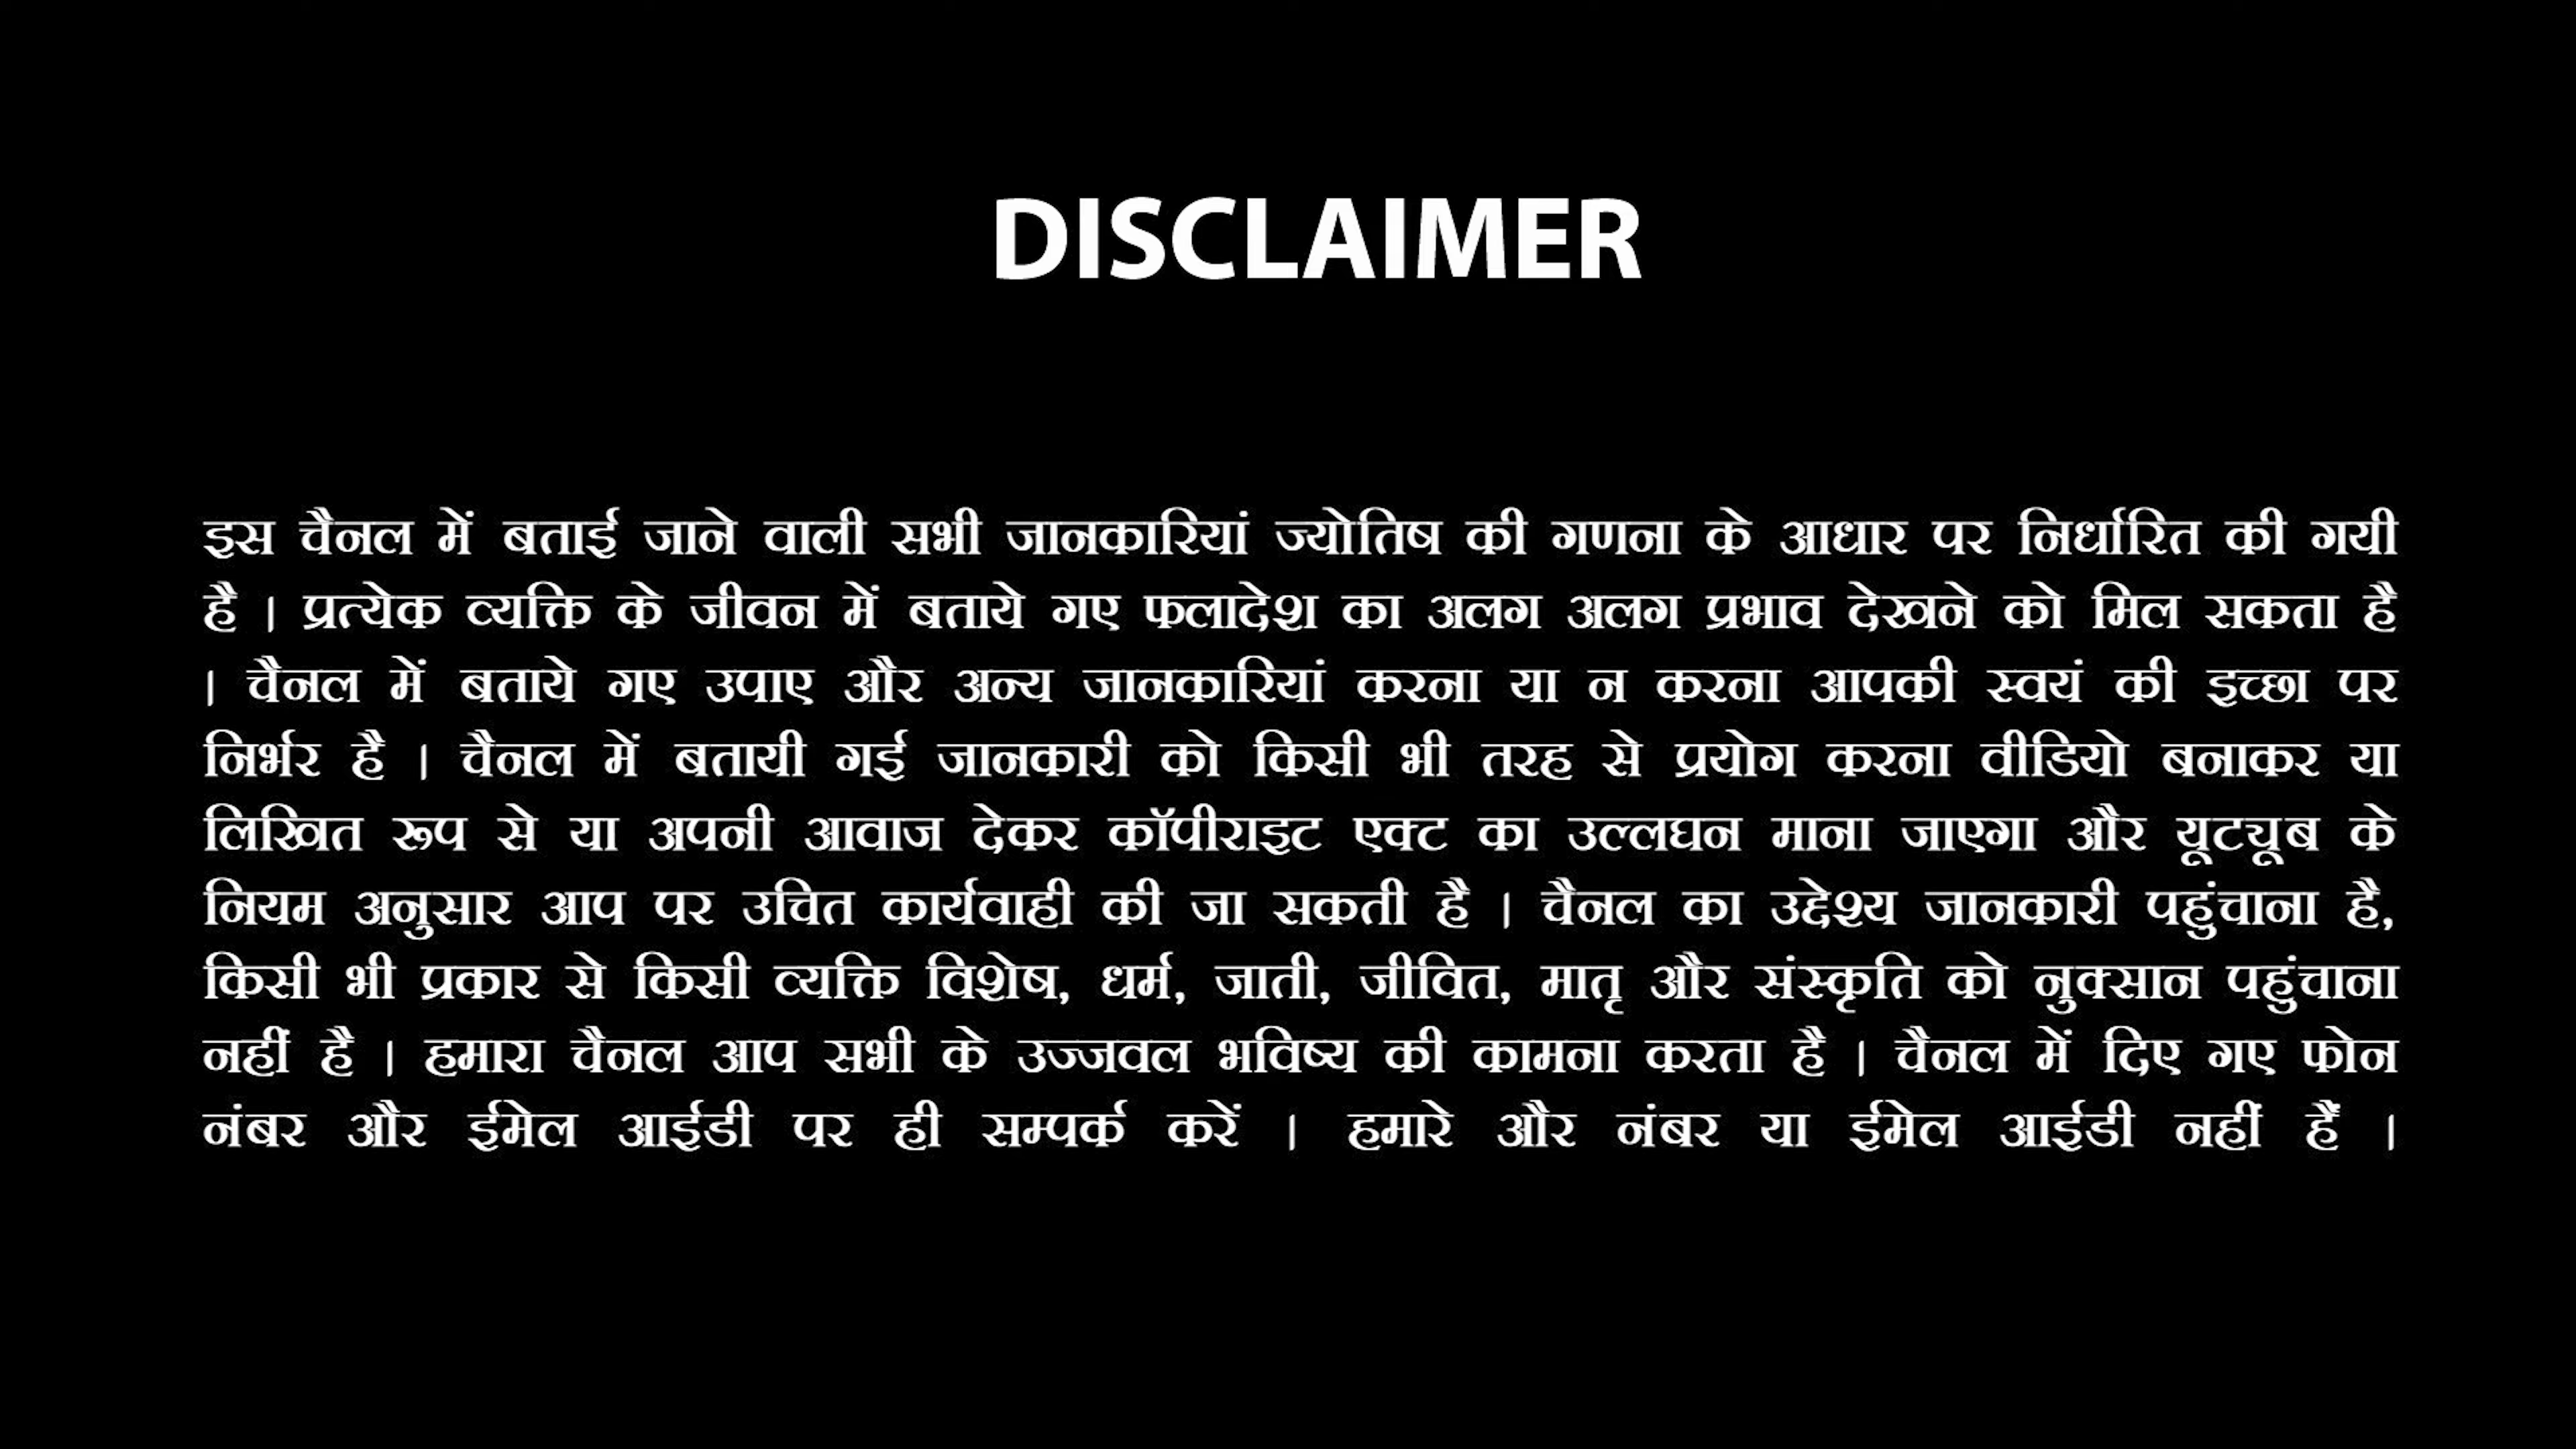 DISCLAIMER
इस चैनल में बताई जाने वाली सभी जानकारियां ज्योतिष की गणना के आधार पर निर्धारित की गयी
है । प्रत्येक व्यक्ति के जीवन में बताये गए फलादेश का अलग अलग प्रभाव देखने को मिल सकता है
। चैनल में बताये गए उपाए और अन्य जानकारियां करना या न करना आपकी स्वयं की इच्छा पर
निर्भर है । चैनल में बतायी गई जानकारी को किसी भी तरह से प्रयोग करना वीडियो बनाकर या
लिखित रूप से या अपनी आवाज देकर कॉपीराइट एक्ट का उल्लघन माना जाएगा और यूट्यूब के
नियम अनुसार आप पर उचित कार्यवाही की जा सकती है । चैनल का उद्देश्य जानकारी पहुंचाना है,
किसी भी प्रकार से किसी व्यक्ति विशेष, धर्म, जाती, जीवित, मातृ और संस्कृति को नुक्सान पहुंचाना
नहीं है । हमारा चैनल आप सभी के उज्जवल भविष्य की कामना करता है । चैनल में दिए गए फोन
नंबर और ईमेल आईडी पर ही सम्पर्क करें । हमारे और नंबर या ईमेल आईडी नहीं हैं ।